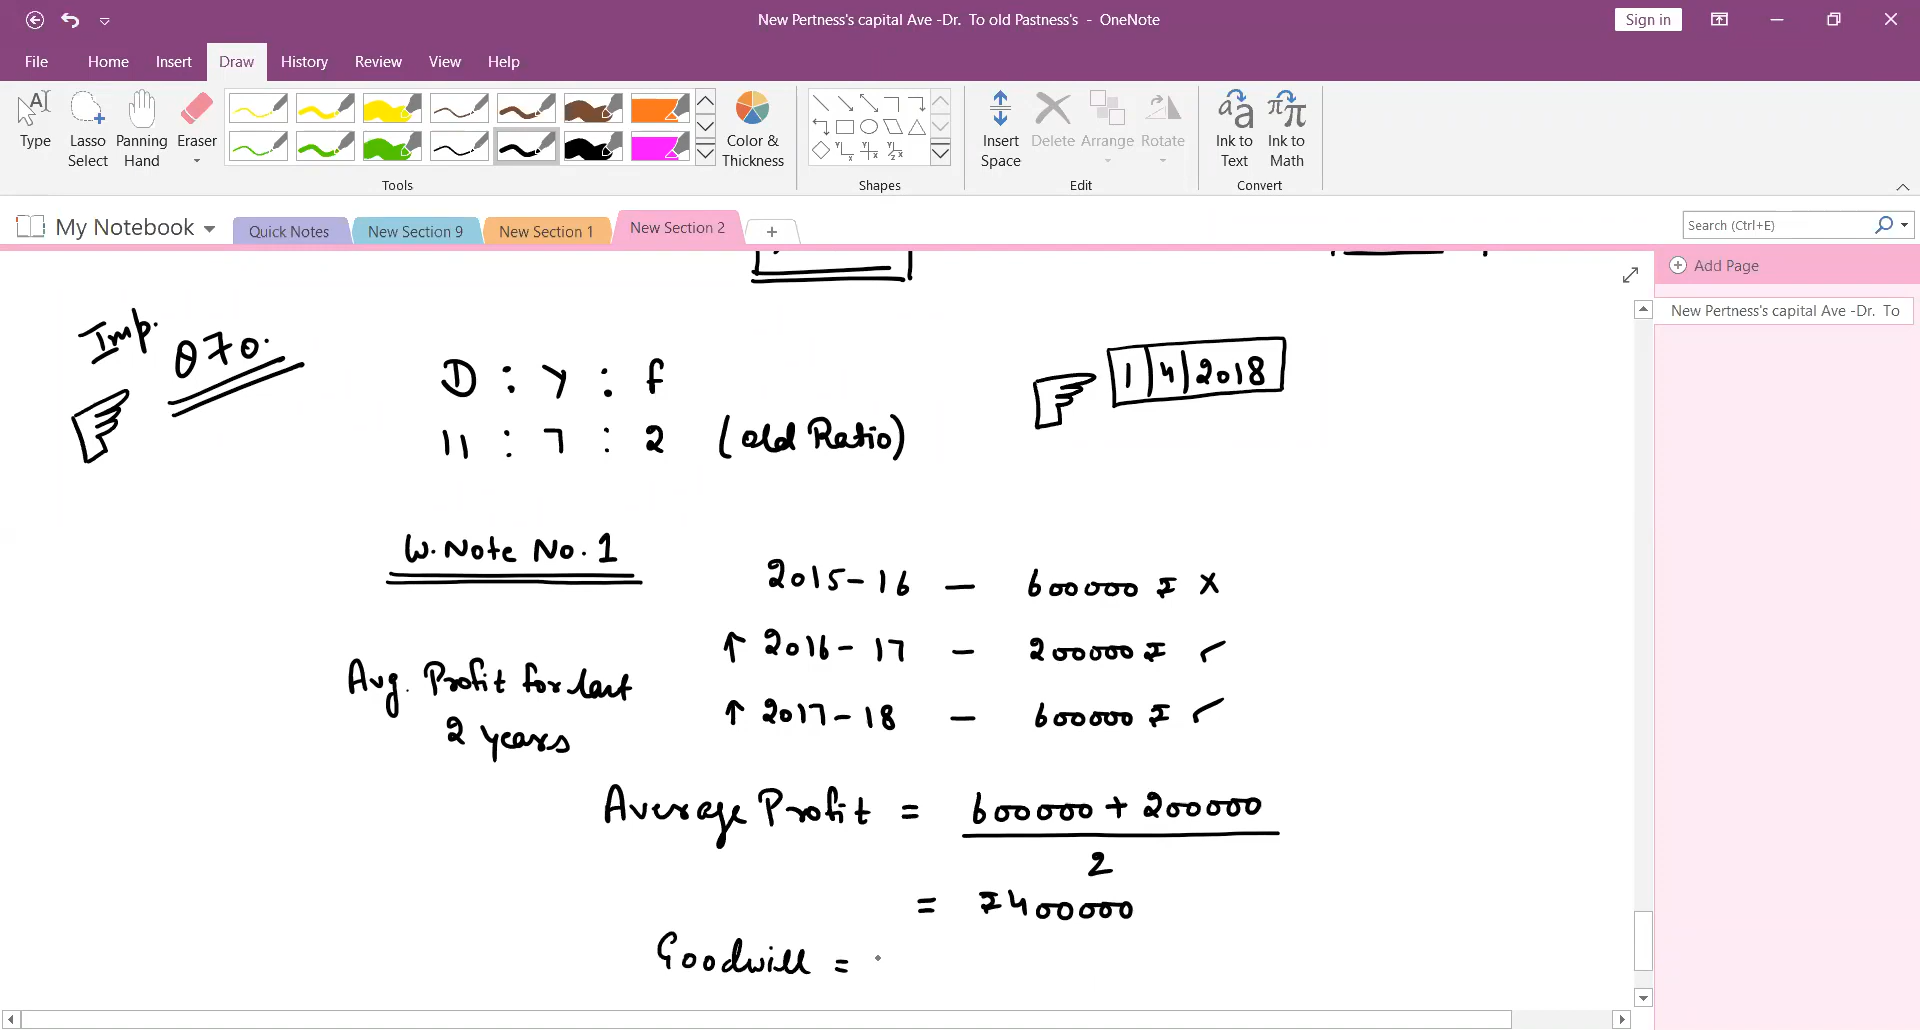 New Pertness's capital Ave -Dr. To old Pastness's - OneNote
Sign in
File Home Insert Draw History Review View Help
Type
Lasso Select
Panning Hand
Eraser
Color & Thickness
Insert Space
Delete
Arrange
Rotate
Ink to Text
Ink to Math
Tools Shapes Edit Convert
My Notebook Quick Notes New Section 9 New Section 1 New Section 2 +
Search (Ctrl+E)
Add Page
New Pertness's capital Ave -Dr. To
Imp.
Q70.
D : Y : F
1|4|2018
11 : 7 : 2 (old Ratio)
W. Note No. 1
2015-16 - 600000 ₹ x
↑ 2016-17 - 200000 ₹ ✓
Avg. Profit for last
2 years
↑ 2017-18 - 600000 ₹ ✓
Average Profit = 600000 + 200000
2
= ₹400000
Goodwill =